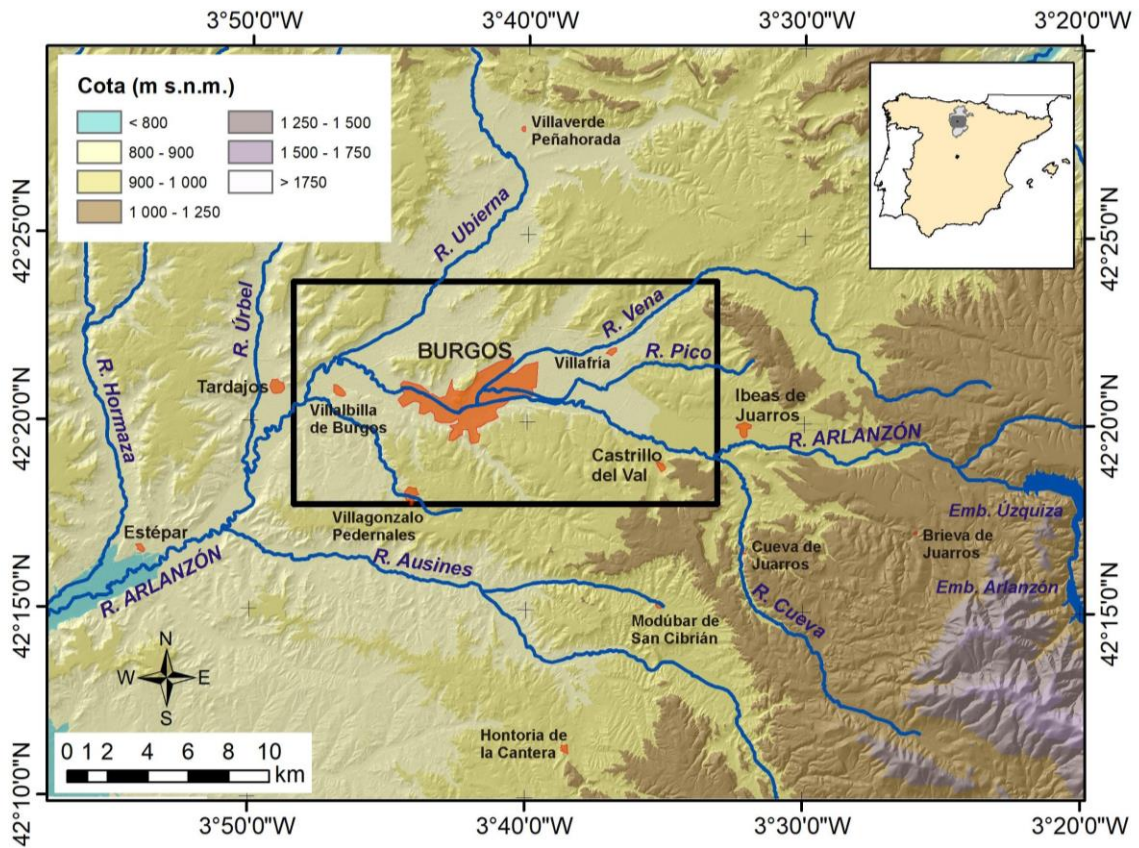 3°50'0"W
3°40'0"W
3°30'0"W
3°20'0"W
Cota (m s.n.m.)
< 800
800 - 900
900 - 1 000
1 000 - 1 250
1 250 - 1 500
1 500 - 1 750
> 1750
42°25'0"N
42°20'0"N
42°15'0"N
42°10'0"N
42°25'0"N
42°20'0"N
42°15'0"N
42°10'0"N
Villaverde
Peñahorada
R. Ubierna
R. Úrbel
R. Hormaza
R. Vena
BURGOS
Villafría
R. Pico
Tardajos
Villalbilla
de Burgos
Ibeas de
Juarros
R. ARLANZÓN
Castrillo
del Val
Villagonzalo
Pedernales
Emb. Úzquiza
Estépar
R. ARLANZÓN
R. Ausines
Cueva de
Juarros
Brieva de
Juarros
Emb. Arlanzón
R. Cueva
Modúbar de
San Cibrián
N
W
E
S
Hontoria de
la Cantera
0 1 2 4 6 8 10
km
3°50'0"W
3°40'0"W
3°30'0"W
3°20'0"W